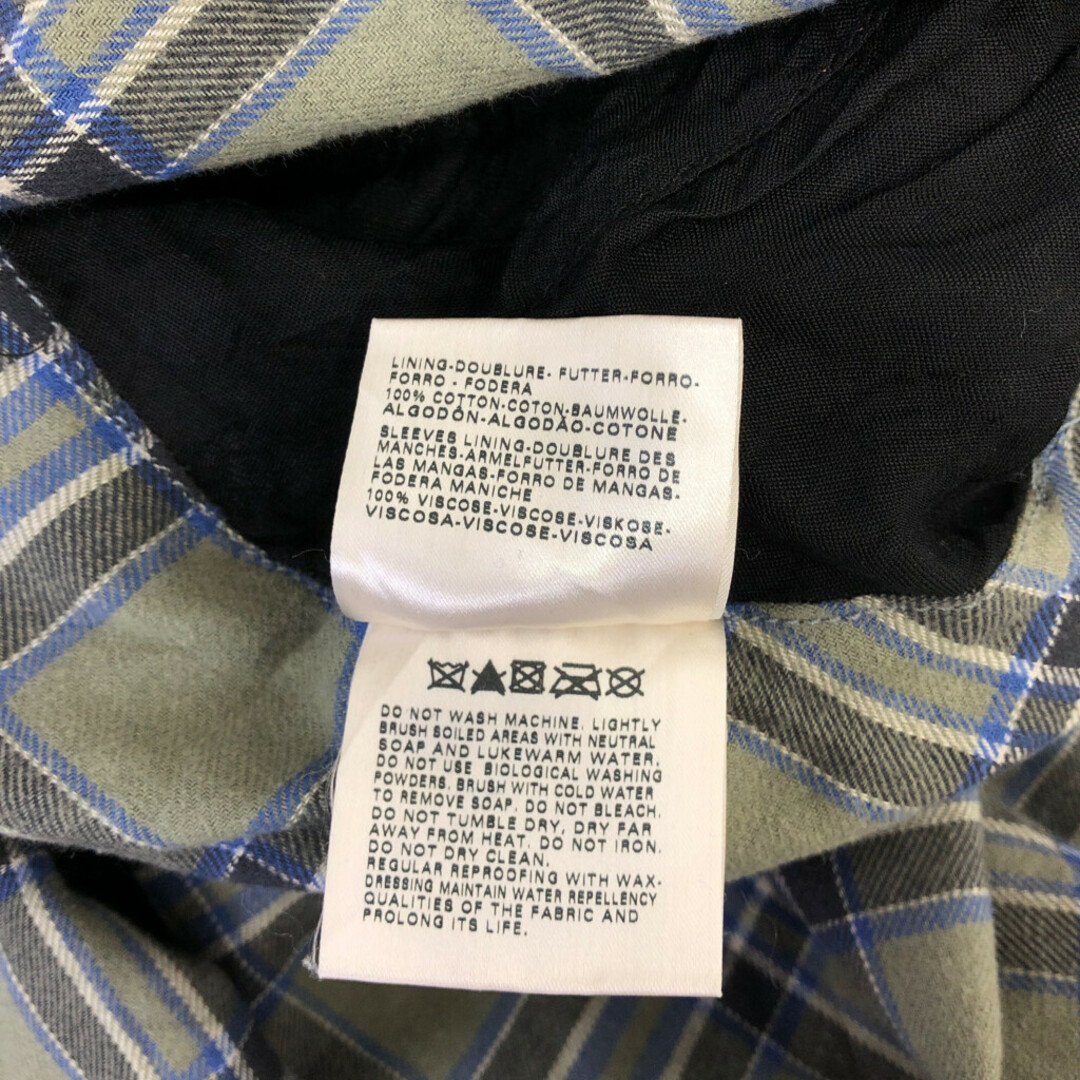 LINING-DOUBLURE- FUTTER-FORRO-
FORRO - FODERA
100% COTTON-COTON-BAUMWOLLE-
ALGODÓN-ALGODÃO-COTONE
SLEEVES LINING-DOUBLURE DES
MANCHES-ARMELFUTTER-FORRO DE
LAS MANGAS-FORRO DE MANGAS-
FODERA MANICHE
100% VISCOSE-VISCOSE-VISKOSE-
VISCOSA-VISCOSE-VISCOSA
DO NOT WASH MACHINE. LIGHTLY
BRUSH SOILED AREAS WITH NEUTRAL
SOAP AND LUKEWARM WATER.
DO NOT USE BIOLOGICAL WASHING
POWDERS. BRUSH WITH COLD WATER
TO REMOVE SOAP. DO NOT BLEACH.
DO NOT TUMBLE DRY, DRY FAR
AWAY FROM HEAT. DO NOT IRON.
DO NOT DRY CLEAN.
REGULAR REPROOFING WITH WAX-
DRESSING MAINTAIN WATER REPELLENCY
QUALITIES OF THE FABRIC AND
PROLONG ITS LIFE.